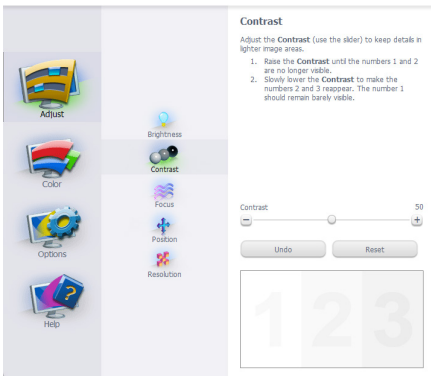 Adjust
Color
Options
Help
Brightness
Contrast
Focus
Position
Resolution
Contrast
Adjust the Contrast (use the slider) to keep details in
lighter image areas.
1. Raise the Contrast until the numbers 1 and 2
are no longer visible.
2. Slowly lower the Contrast to make the
numbers 2 and 3 reappear. The number 1
should remain barely visible.
Contrast 50
Undo Reset
1 2 3